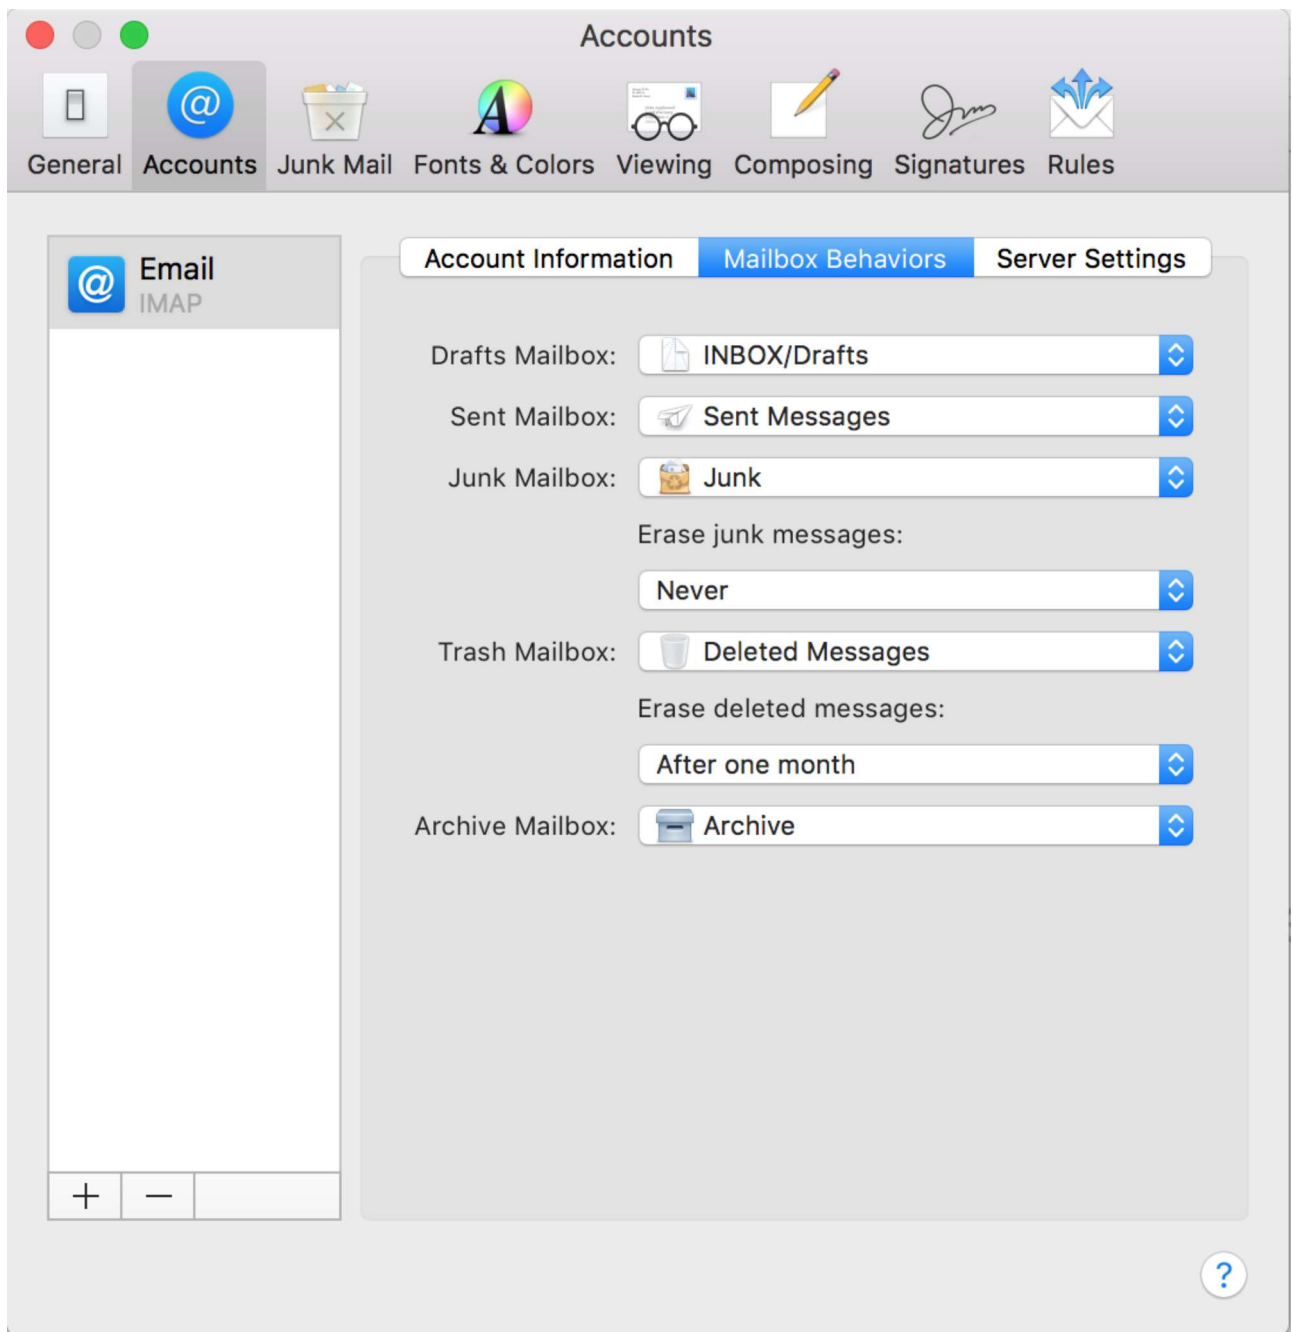 Accounts
General Accounts Junk Mail Fonts & Colors Viewing Composing Signatures Rules
Email
IMAP
Account Information Mailbox Behaviors Server Settings
Drafts Mailbox: INBOX/Drafts
Sent Mailbox: Sent Messages
Junk Mailbox: Junk
Erase junk messages:
Never
Trash Mailbox: Deleted Messages
Erase deleted messages:
After one month
Archive Mailbox: Archive